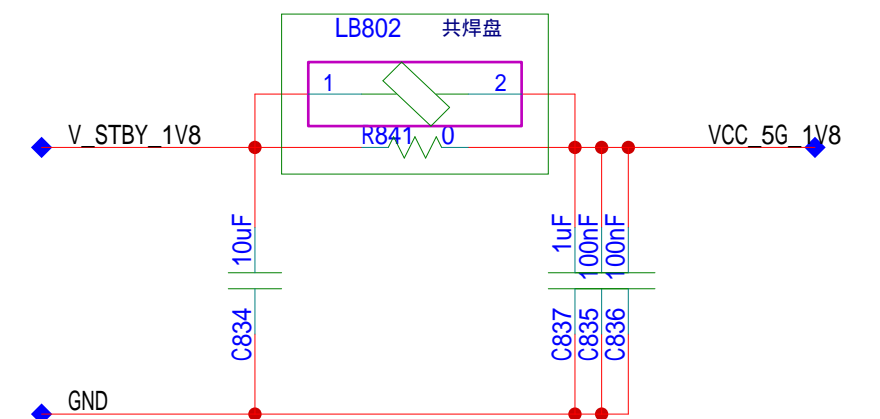 LB802 共焊盘
1 2
V_STBY_1V8 R841 0 VCC_5G_1V8
10uF 1uF 100nF 100nF
C834 C837 C835 C836
GND